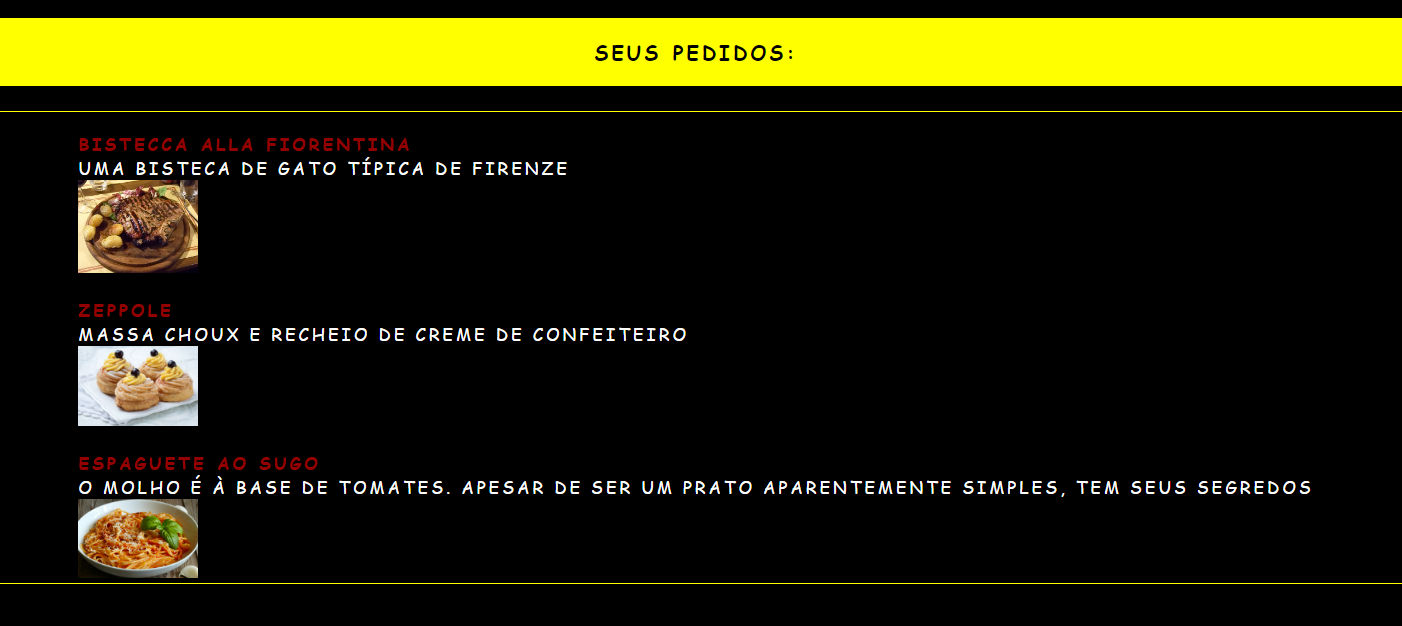 SEUS PEDIDOS:
BISTECCA ALLA FIORENTINA
UMA BISTECA DE GATO TÍPICA DE FIRENZE
ZEPPOLE
MASSA CHOUX E RECHEIO DE CREME DE CONFEITEIRO
ESPAGUETE AO SUGO
O MOLHO É À BASE DE TOMATES. APESAR DE SER UM PRATO APARENTEMENTE SIMPLES, TEM SEUS SEGREDOS